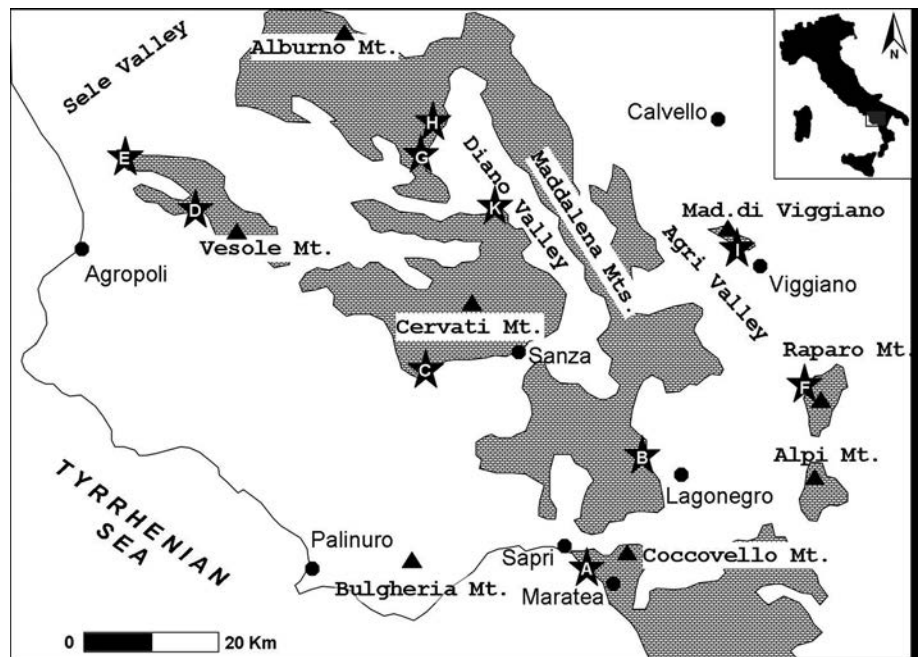 Alburno Mt.
Sele Valley
N
Calvello
H
E
G
Diano Valley
Maddalena Mts.
D
K
Mad.di Viggiano
Vesole Mt.
I
Agropoli
Agri Valley
Viggiano
Cervati Mt.
Sanza
C
Raparo Mt.
F
B
Alpi Mt.
Lagonegro
TYRRHENIAN
SEA
Palinuro
Sapri
Coccovello Mt.
A
Bulgheria Mt.
Maratea
0 20 Km